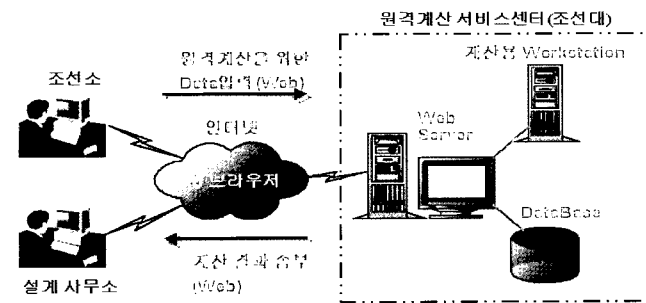 원격계산 서비스센터(조선대)
원격계산을 위한
Data입력(Web)
조선소
계산용 Workstation
인터넷
Web
Server
브라우저
DataBase
설계 사무소
계산 결과 송부
(Web)